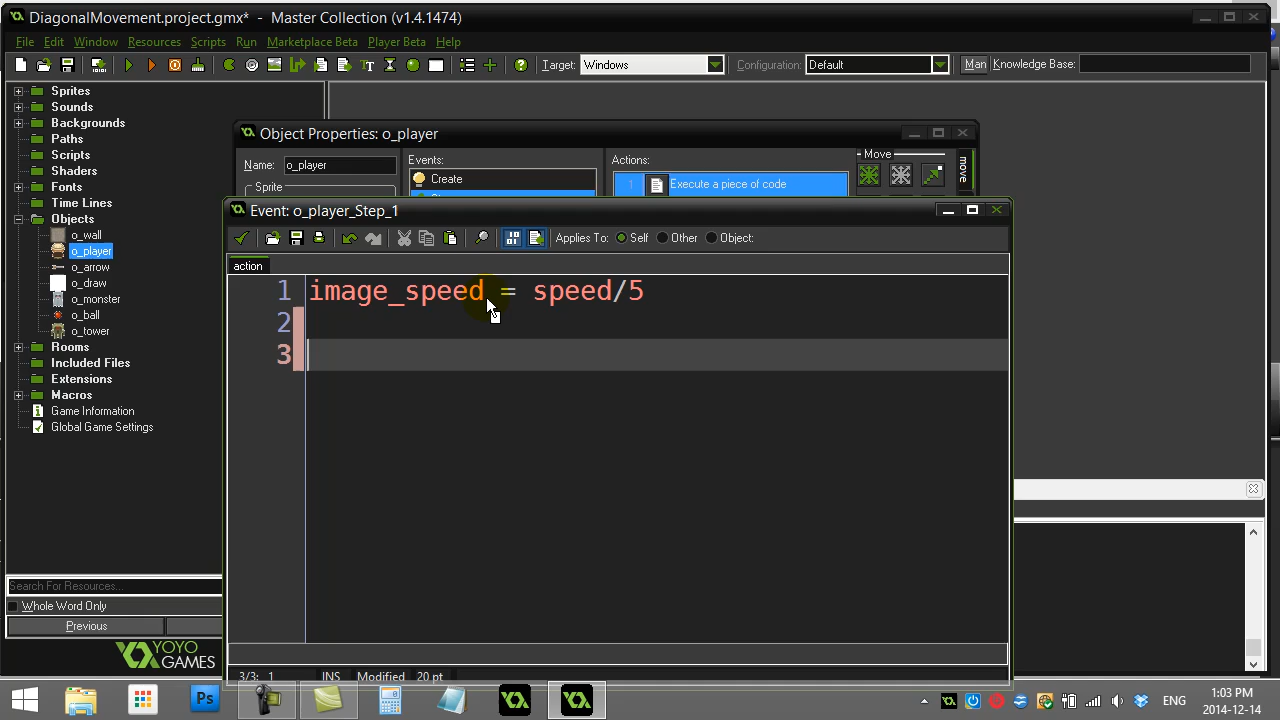 DiagonalMovement.project.gmx* - Master Collection (v1.4.1474)
File Edit Window Resources Scripts Run Marketplace Beta Player Beta Help
Target: Windows Configuration: Default Man Knowledge Base:
Sprites
Sounds
Backgrounds
Paths
Scripts
Shaders
Fonts
Time Lines
Objects
o_wall
o_player
o_arrow
o_draw
o_monster
o_ball
o_tower
Rooms
Included Files
Extensions
Macros
Game Information
Global Game Settings
Search For Resources...
Whole Word Only
Previous
YOYO
GAMES
Object Properties: o_player
Name: o_player
Sprite
Events:
Create
Actions:
1 Execute a piece of code
Move
move
Event: o_player_Step_1
Applies To: Self Other Object:
action
1 image_speed = speed/5
2
3
3/3: 1 INS Modified 20 pt
Ps
ENG
1:03 PM
2014-12-14